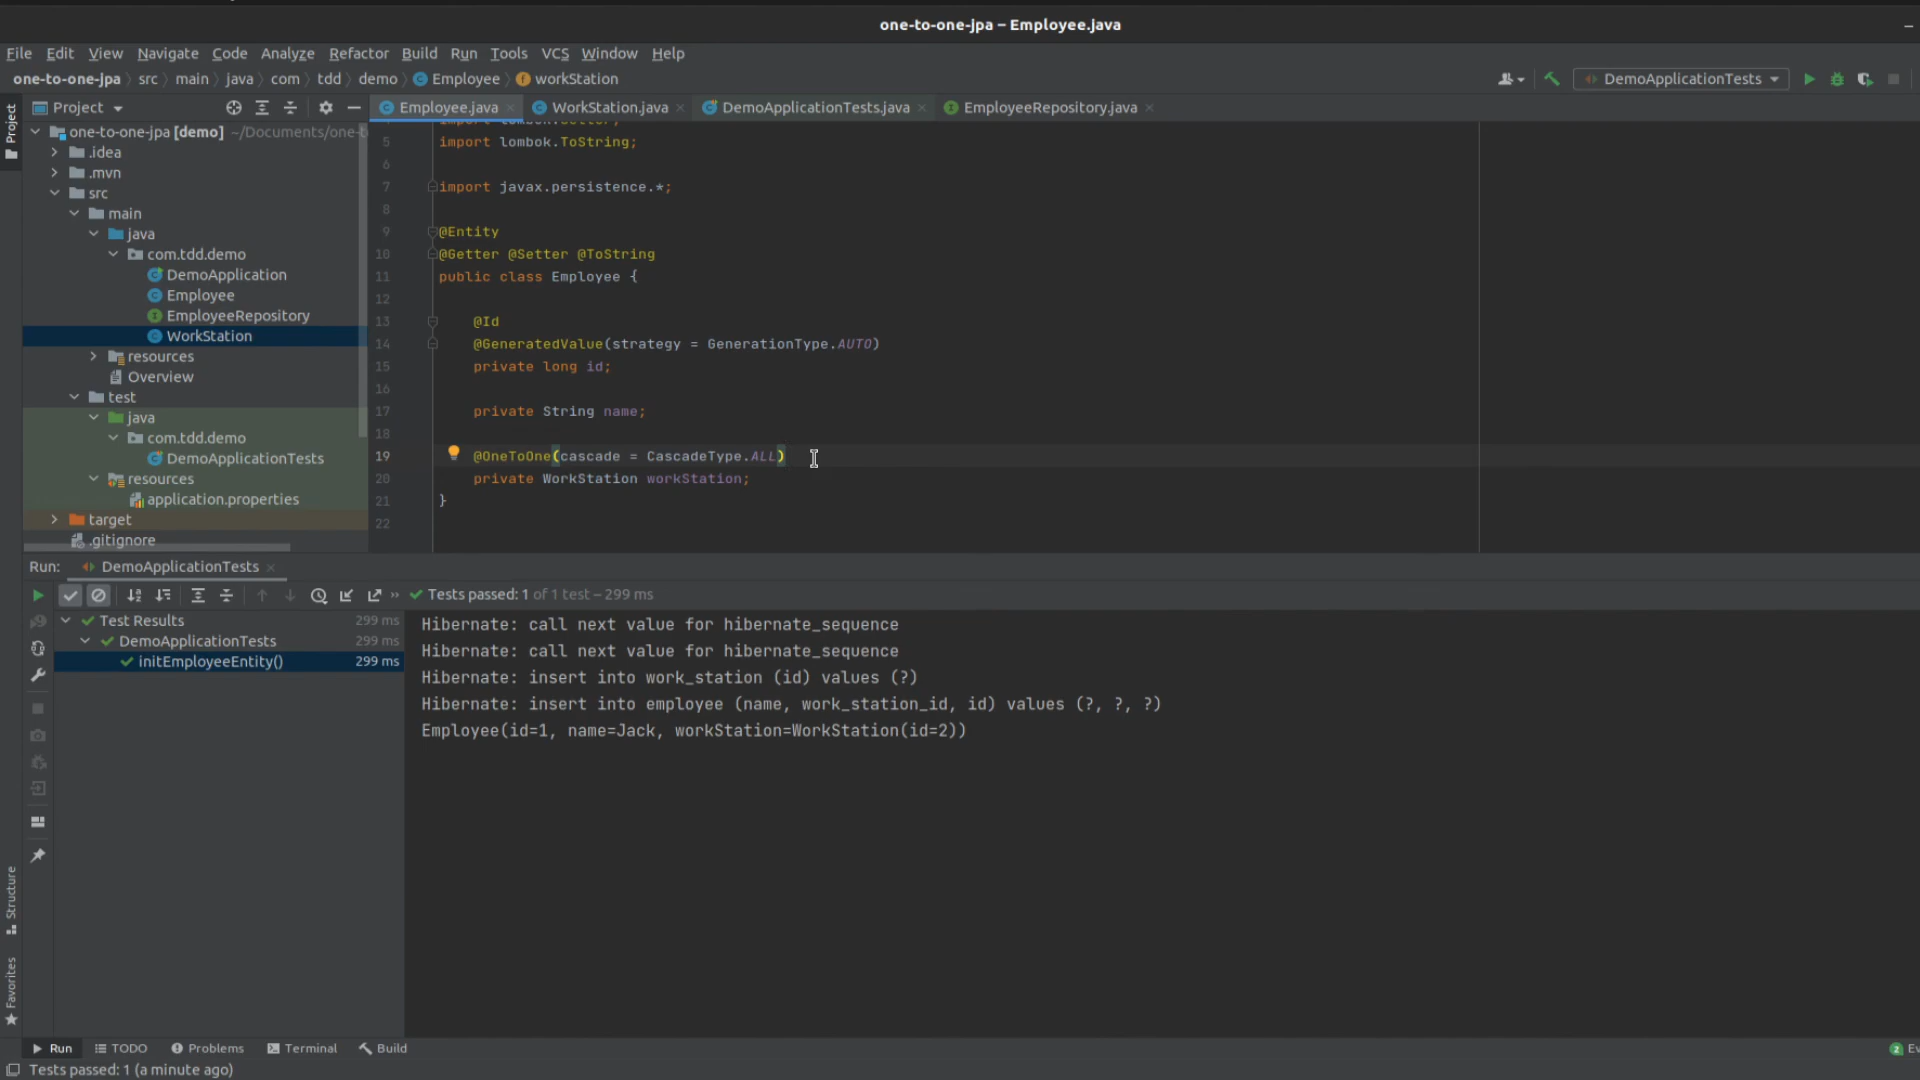 one-to-one-jpa – Employee.java
File Edit View Navigate Code Analyze Refactor Build Run Tools VCS Window Help
one-to-one-jpa src main java com tdd demo Employee workStation
DemoApplicationTests
Project
Project
Employee.java
WorkStation.java
DemoApplicationTests.java
EmployeeRepository.java
one-to-one-jpa [demo] ~/Documents/one-t
.idea
.mvn
src
main
java
com.tdd.demo
DemoApplication
Employee
EmployeeRepository
WorkStation
resources
Overview
test
java
com.tdd.demo
DemoApplicationTests
resources
application.properties
target
.gitignore
5 import lombok.ToString;
6
7 import javax.persistence.*;
8
9 @Entity
10 @Getter @Setter @ToString
11 public class Employee {
12
13 @Id
14 @GeneratedValue(strategy = GenerationType.AUTO)
15 private long id;
16
17 private String name;
18
19 @OneToOne(cascade = CascadeType.ALL)
20 private WorkStation workStation;
21 }
22
Run: DemoApplicationTests
Tests passed: 1 of 1 test – 299 ms
Test Results 299 ms
DemoApplicationTests 299 ms
initEmployeeEntity() 299 ms
Hibernate: call next value for hibernate_sequence
Hibernate: call next value for hibernate_sequence
Hibernate: insert into work_station (id) values (?)
Hibernate: insert into employee (name, work_station_id, id) values (?, ?, ?)
Employee(id=1, name=Jack, workStation=WorkStation(id=2))
Structure
Favorites
Run TODO Problems Terminal Build
2 Ev
Tests passed: 1 (a minute ago)